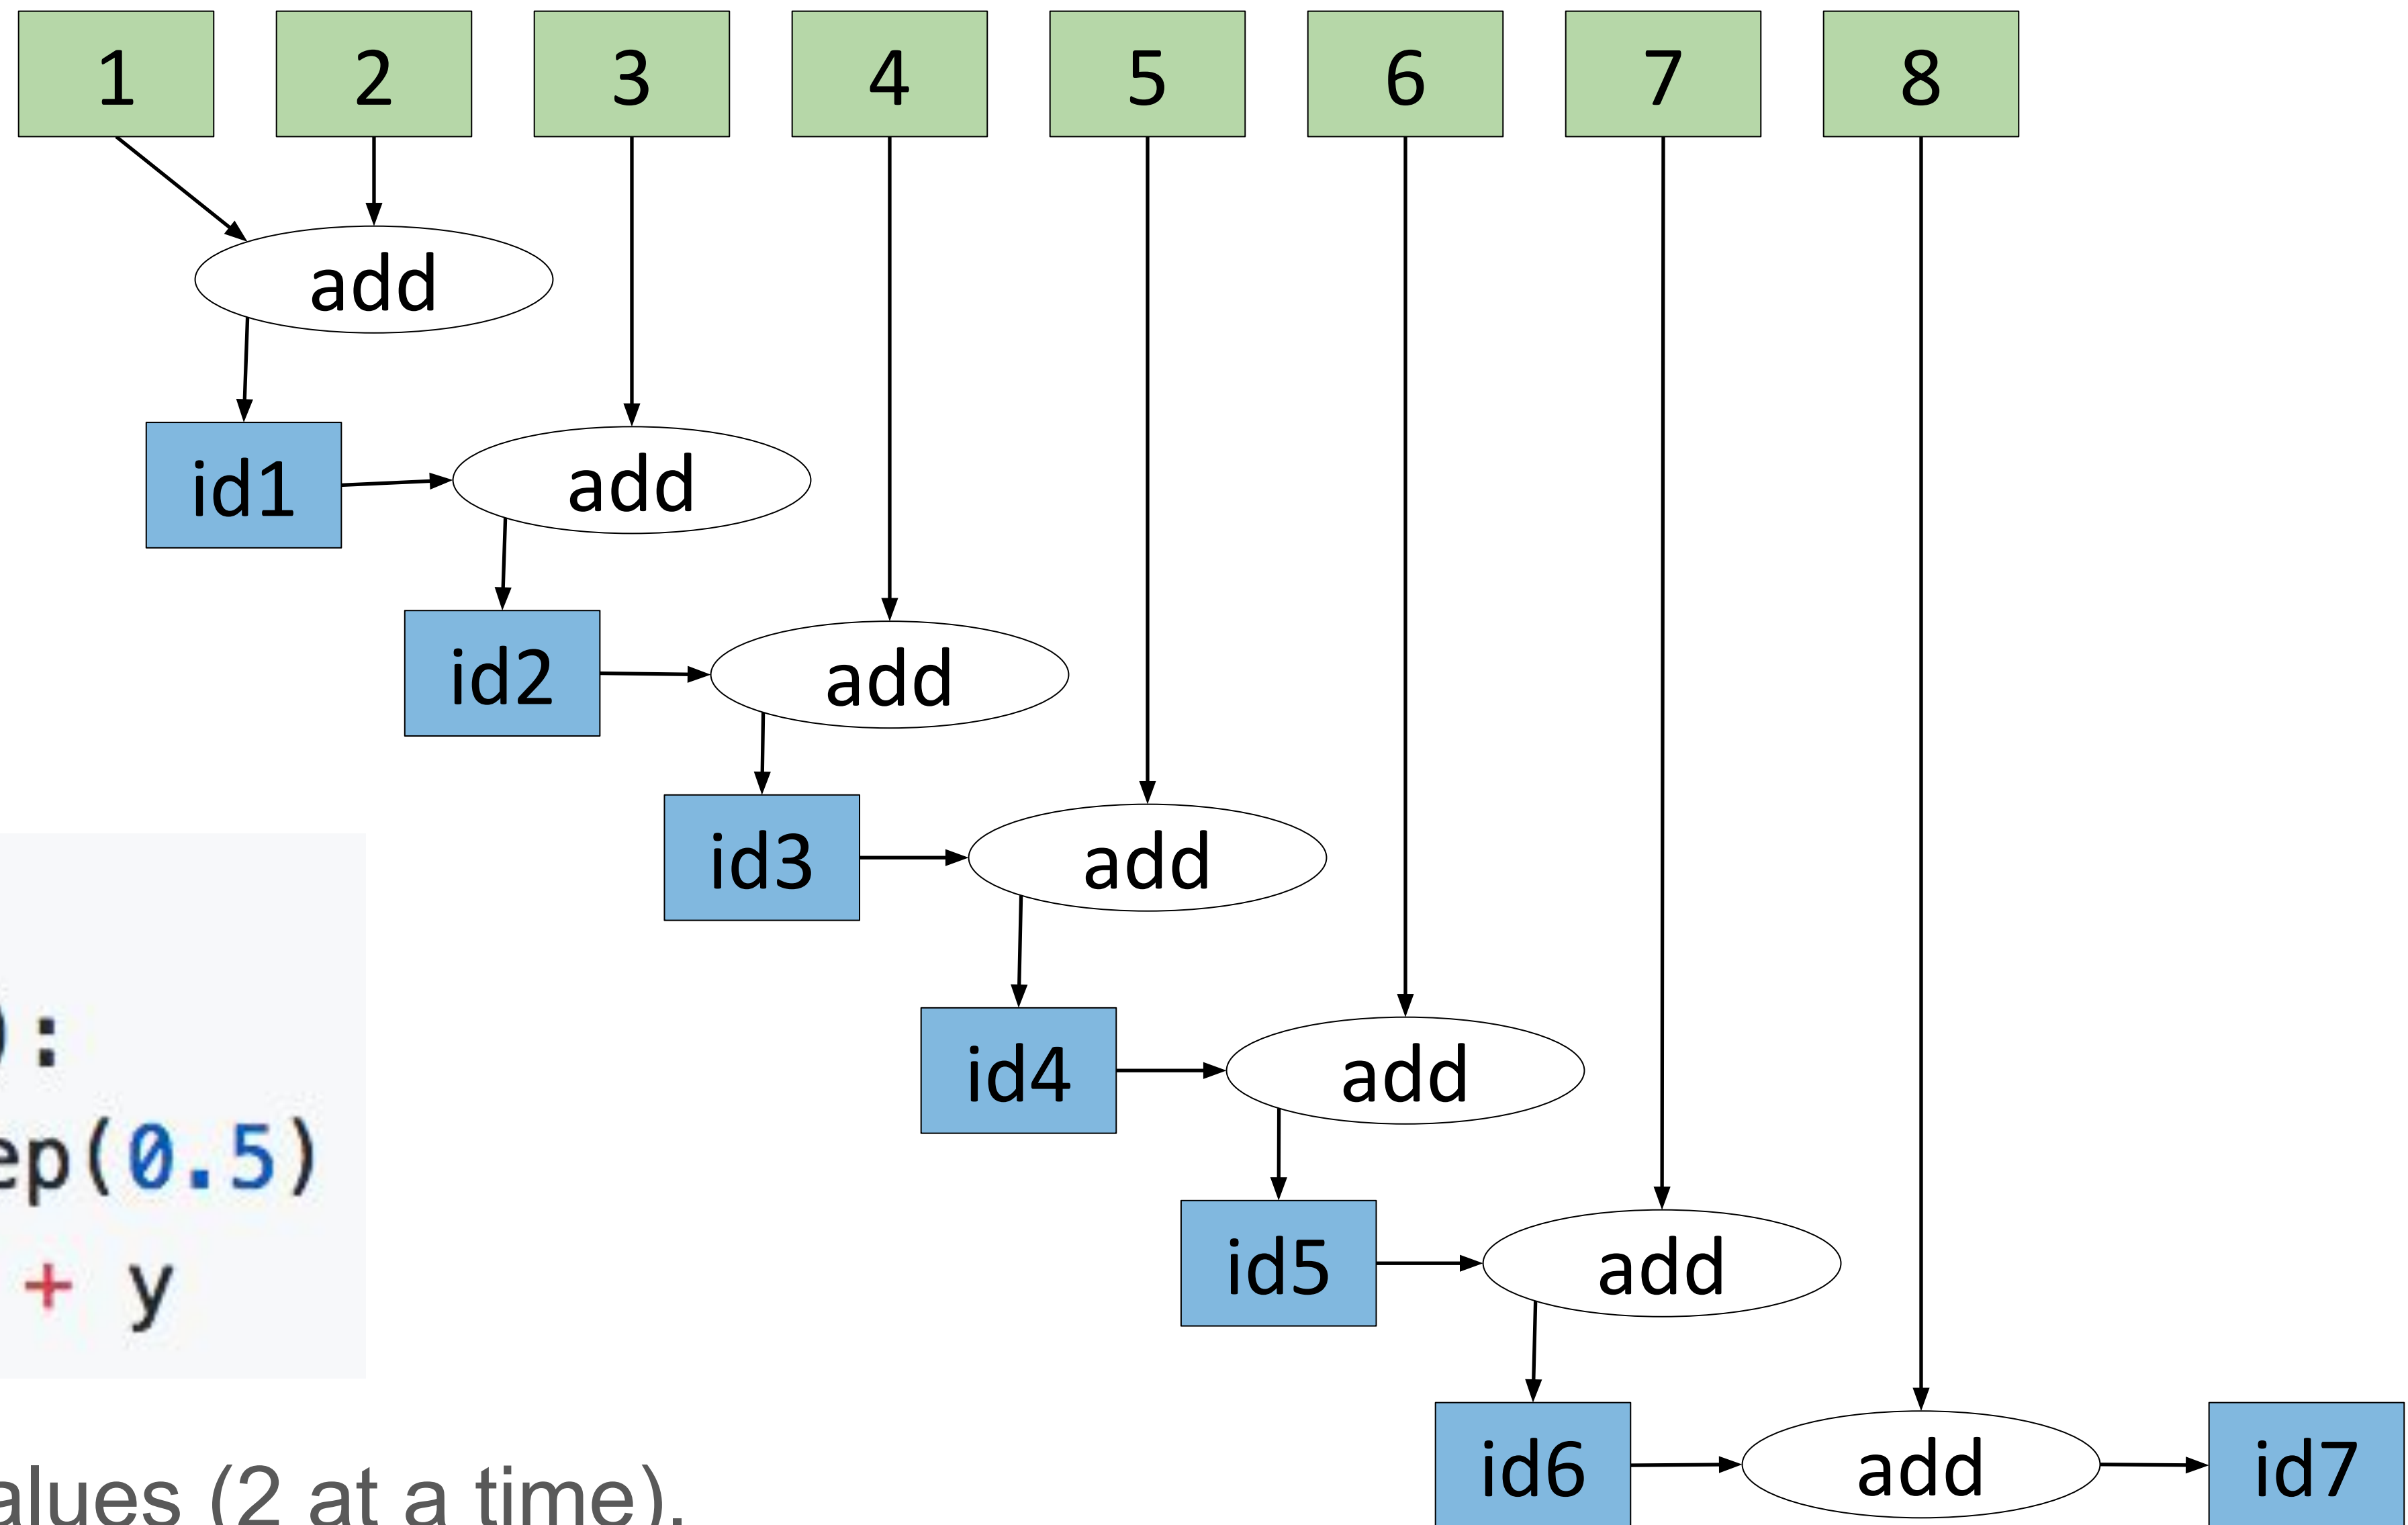 1 2 3 4 5 6 7 8
add
id1 add
id2 add
id3 add
):
id4 add
ep(0.5)
id5 add
+ y
id6 add id7
alues (2 at a time).